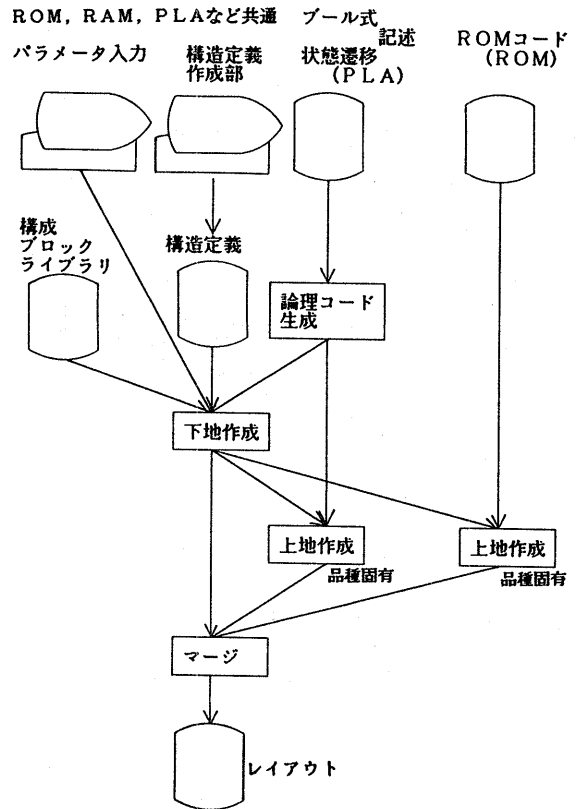 ROM，RAM，PLAなど共通
ブール式
記述
状態遷移
(PLA)
ROMコード
(ROM)
パラメータ入力
構造定義
作成部
構成
ブロック
ライブラリ
構造定義
論理コード
生成
下地作成
上地作成
品種固有
上地作成
品種固有
マージ
レイアウト